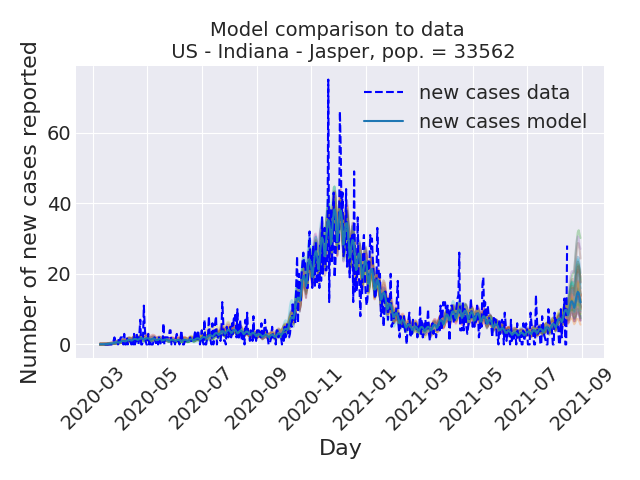 Model comparison to data
US - Indiana - Jasper, pop. = 33562
Number of new cases reported
60
40
20
0
new cases data
new cases model
2020-03
2020-05
2020-07
2020-09
2020-11
2021-01
2021-03
2021-05
2021-07
2021-09
Day